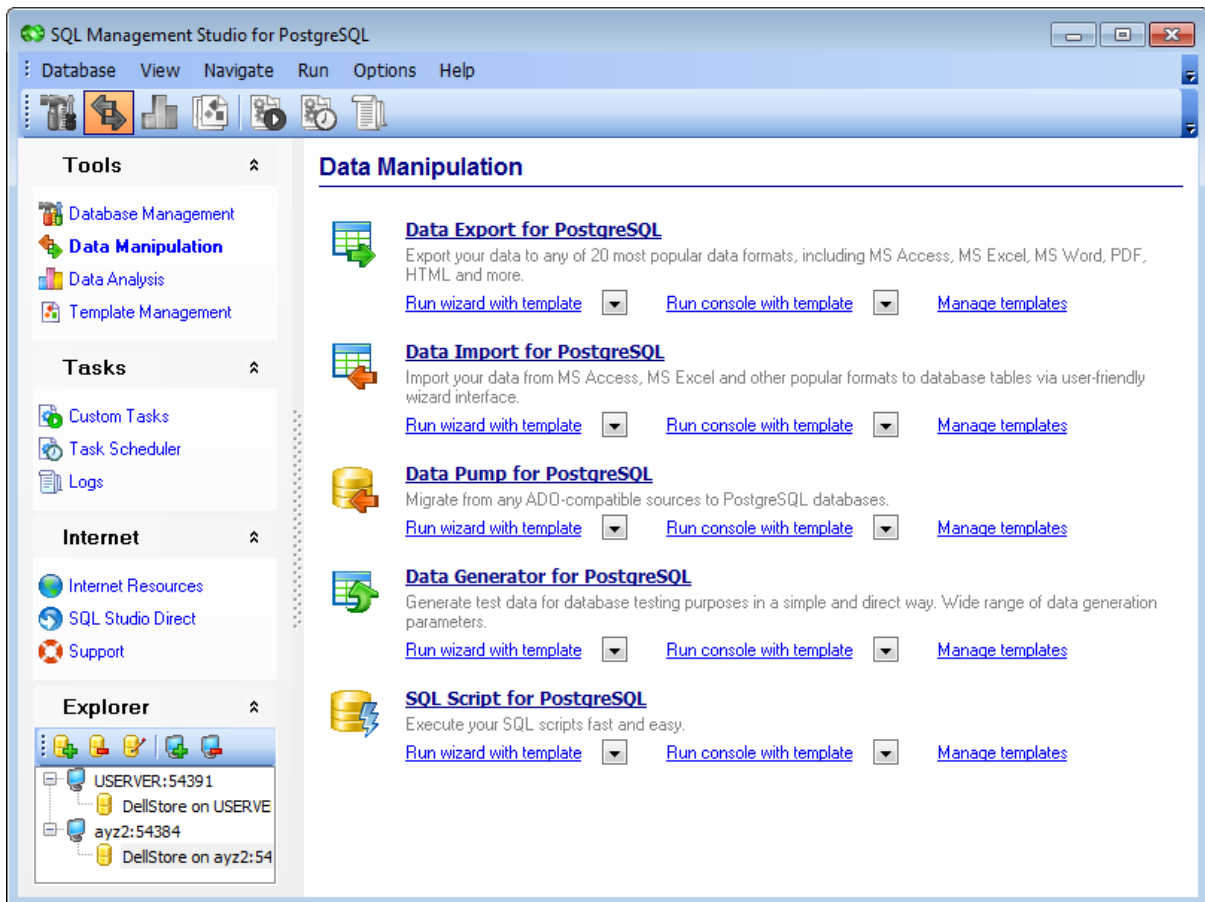 SQL Management Studio for PostgreSQL
Database View Navigate Run Options Help
Tools
Database Management
Data Manipulation
Data Analysis
Template Management
Tasks
Custom Tasks
Task Scheduler
Logs
Internet
Internet Resources
SQL Studio Direct
Support
Explorer
USERVER:54391
DellStore on USERVE
ayz2:54384
DellStore on ayz2:54
Data Manipulation
Data Export for PostgreSQL
Export your data to any of 20 most popular data formats, including MS Access, MS Excel, MS Word, PDF,
HTML and more.
Run wizard with template Run console with template Manage templates
Data Import for PostgreSQL
Import your data from MS Access, MS Excel and other popular formats to database tables via user-friendly
wizard interface.
Run wizard with template Run console with template Manage templates
Data Pump for PostgreSQL
Migrate from any ADO-compatible sources to PostgreSQL databases.
Run wizard with template Run console with template Manage templates
Data Generator for PostgreSQL
Generate test data for database testing purposes in a simple and direct way. Wide range of data generation
parameters.
Run wizard with template Run console with template Manage templates
SQL Script for PostgreSQL
Execute your SQL scripts fast and easy.
Run wizard with template Run console with template Manage templates